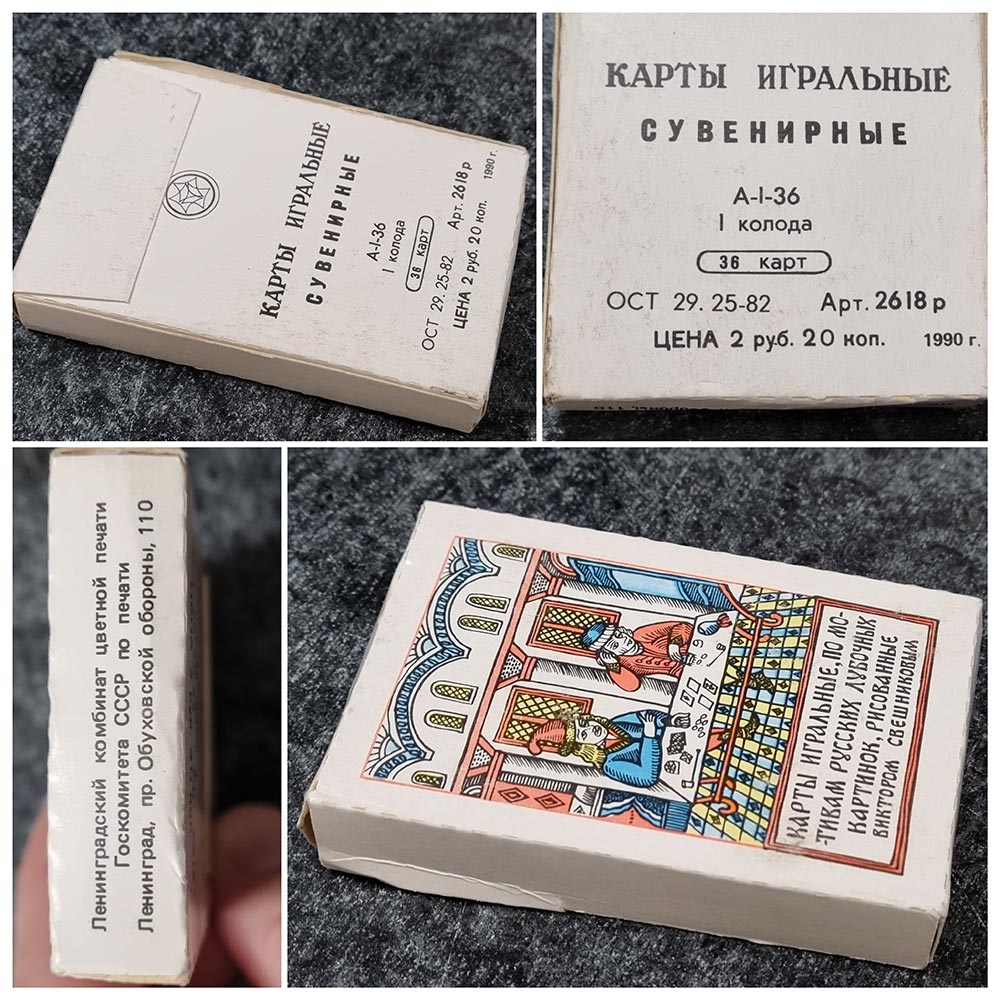 КАРТЫ ИГРАЛЬНЫЕ
СУВЕНИРНЫЕ
А-I-36
I колода
36 карт
ОСТ 29. 25-82 Арт. 2618 р
ЦЕНА 2 руб. 20 коп. 1990 г.
КАРТЫ ИГРАЛЬНЫЕ
СУВЕНИРНЫЕ
А-I-36
I колода
36 карт
ОСТ 29. 25-82 Арт. 2618 р
ЦЕНА 2 руб. 20 коп. 1990 г.
Ленинградский комбинат цветной печати
Госкомитета СССР по печати
Ленинград, пр. Обуховской обороны, 110
КАРТЫ ИГРАЛЬНЫЕ, ПО МО-
-ТИВАМ РУССКИХ ЛУБОЧНЫХ
КАРТИНОК, РИСОВАННЫЕ
ВИКТОРОМ СВЕШНИКОВЫМ